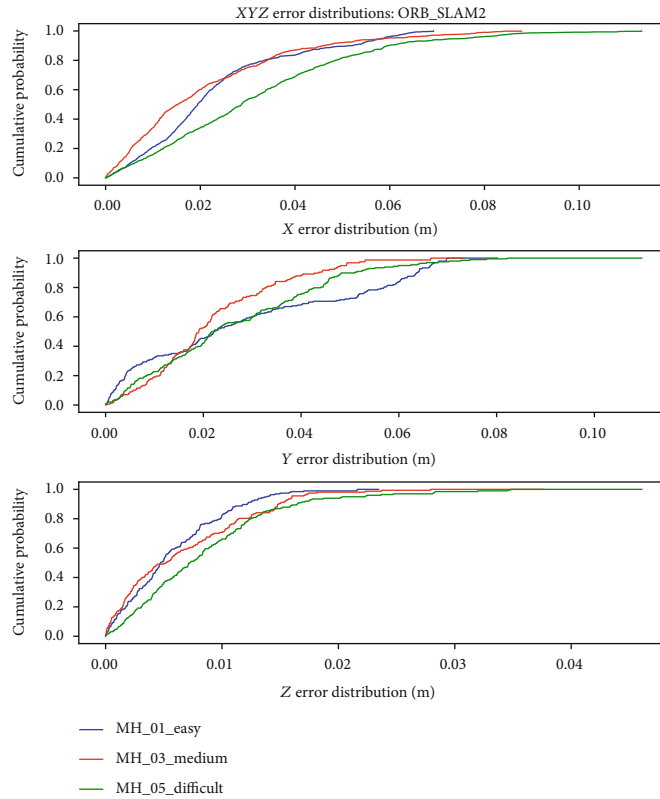 XYZ error distributions: ORB_SLAM2
Cumulative probability
1.0
0.8
0.6
0.4
0.2
0.0
0.00 0.02 0.04 0.06 0.08 0.10
X error distribution (m)
Cumulative probability
1.0
0.8
0.6
0.4
0.2
0.0
0.00 0.02 0.04 0.06 0.08 0.10
Y error distribution (m)
Cumulative probability
1.0
0.8
0.6
0.4
0.2
0.0
0.00 0.01 0.02 0.03 0.04
Z error distribution (m)
MH_01_easy
MH_03_medium
MH_05_difficult